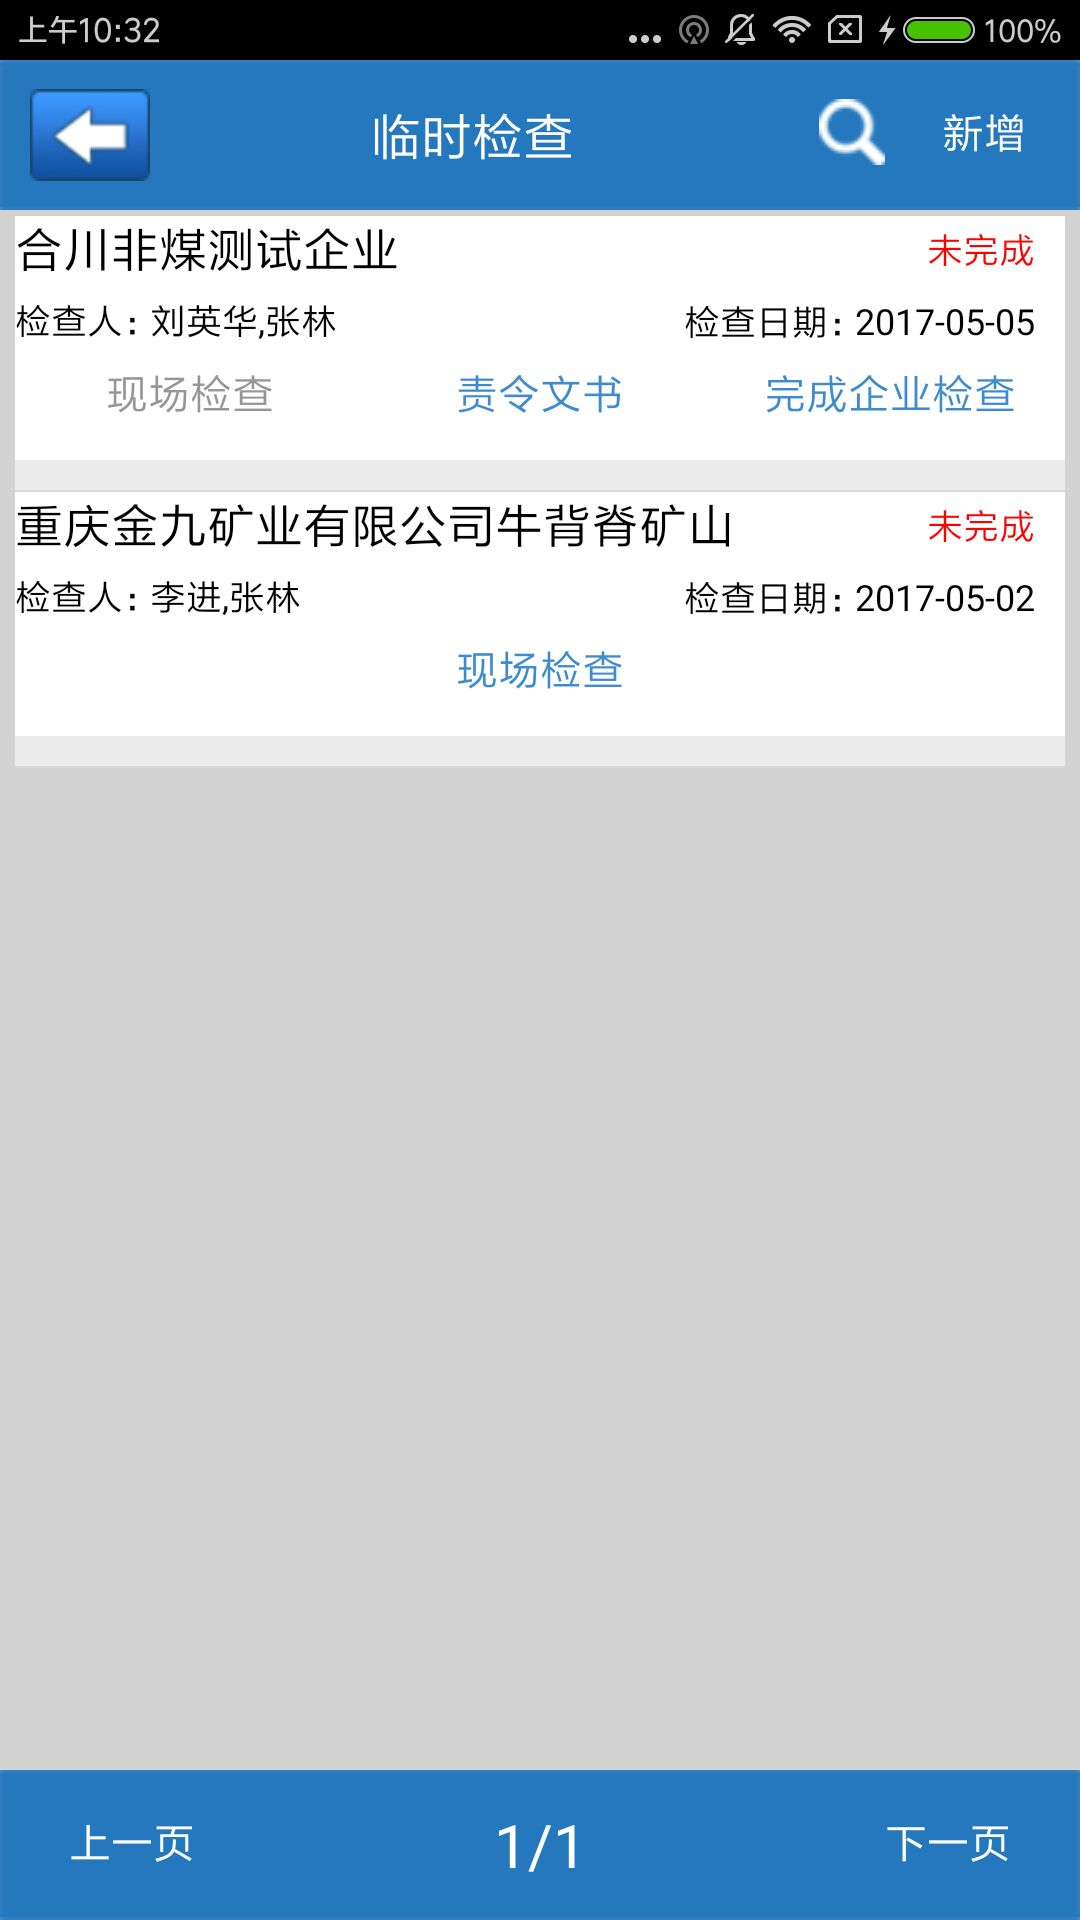 上午10:32 100%
临时检查 新增
合川非煤测试企业 未完成
检查人: 刘英华,张林 检查日期: 2017-05-05
现场检查 责令文书 完成企业检查
重庆金九矿业有限公司牛背脊矿山 未完成
检查人: 李进,张林 检查日期: 2017-05-02
现场检查
上一页 1/1 下一页